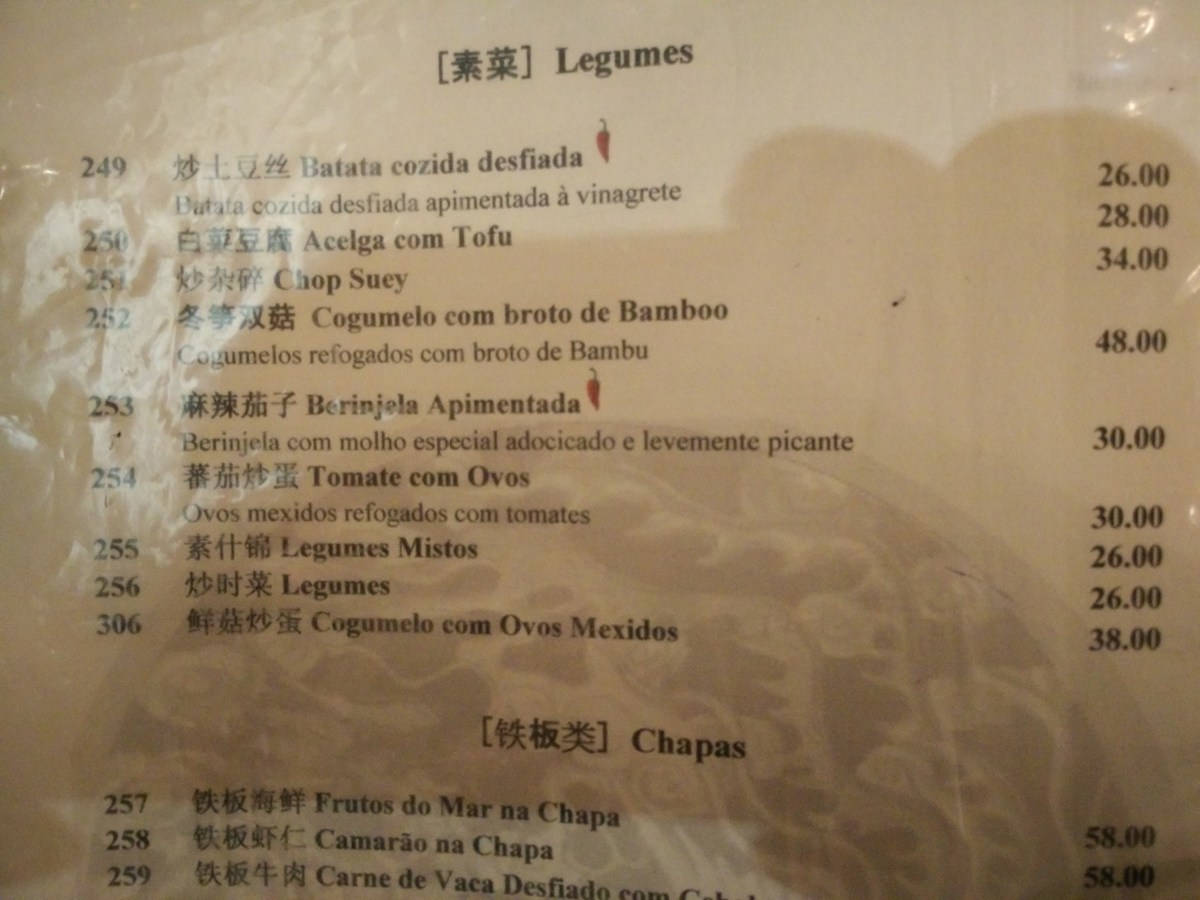 [素菜] Legumes
249 炒土豆丝 Batata cozida desfiada 26.00
Batata cozida desfiada apimentada à vinagrete
250 白菜豆腐 Acelga com Tofu 28.00
251 炒杂碎 Chop Suey 34.00
252 冬笋双菇 Cogumelo com broto de Bamboo
Cogumelos refogados com broto de Bambu 48.00
253 麻辣茄子 Berinjela Apimentada
Berinjela com molho especial adocicado e levemente picante 30.00
254 蕃茄炒蛋 Tomate com Ovos
Ovos mexidos refogados com tomates 30.00
255 素什锦 Legumes Mistos 26.00
256 炒时菜 Legumes 26.00
306 鲜菇炒蛋 Cogumelo com Ovos Mexidos 38.00
[铁板类] Chapas
257 铁板海鲜 Frutos do Mar na Chapa 58.00
258 铁板虾仁 Camarão na Chapa 58.00
259 铁板牛肉 Carne de Vaca Desfiado com